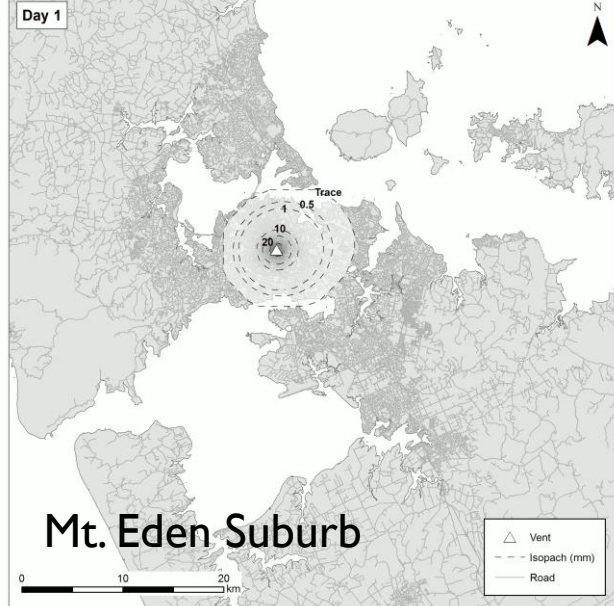 Day 1
N
Trace
0.5
1
10
20
Mt. Eden Suburb
0 10 20
km
Vent
Isopach (mm)
Road